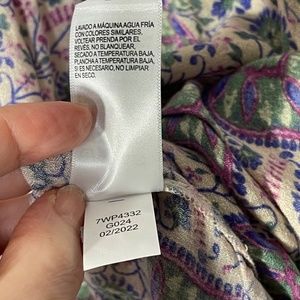 LAVADO A MÁQUINA AGUA FRÍA
CON COLORES SIMILARES,
VOLTEAR PRENDA POR EL
REVÉS, NO BLANQUEAR,
SECADO A TEMPERATURA BAJA,
PLANCHA A TEMPERATURA BAJA,
SI ES NECESARIO, NO LIMPIAR
EN SECO.
7WP4332
G024
02/2022